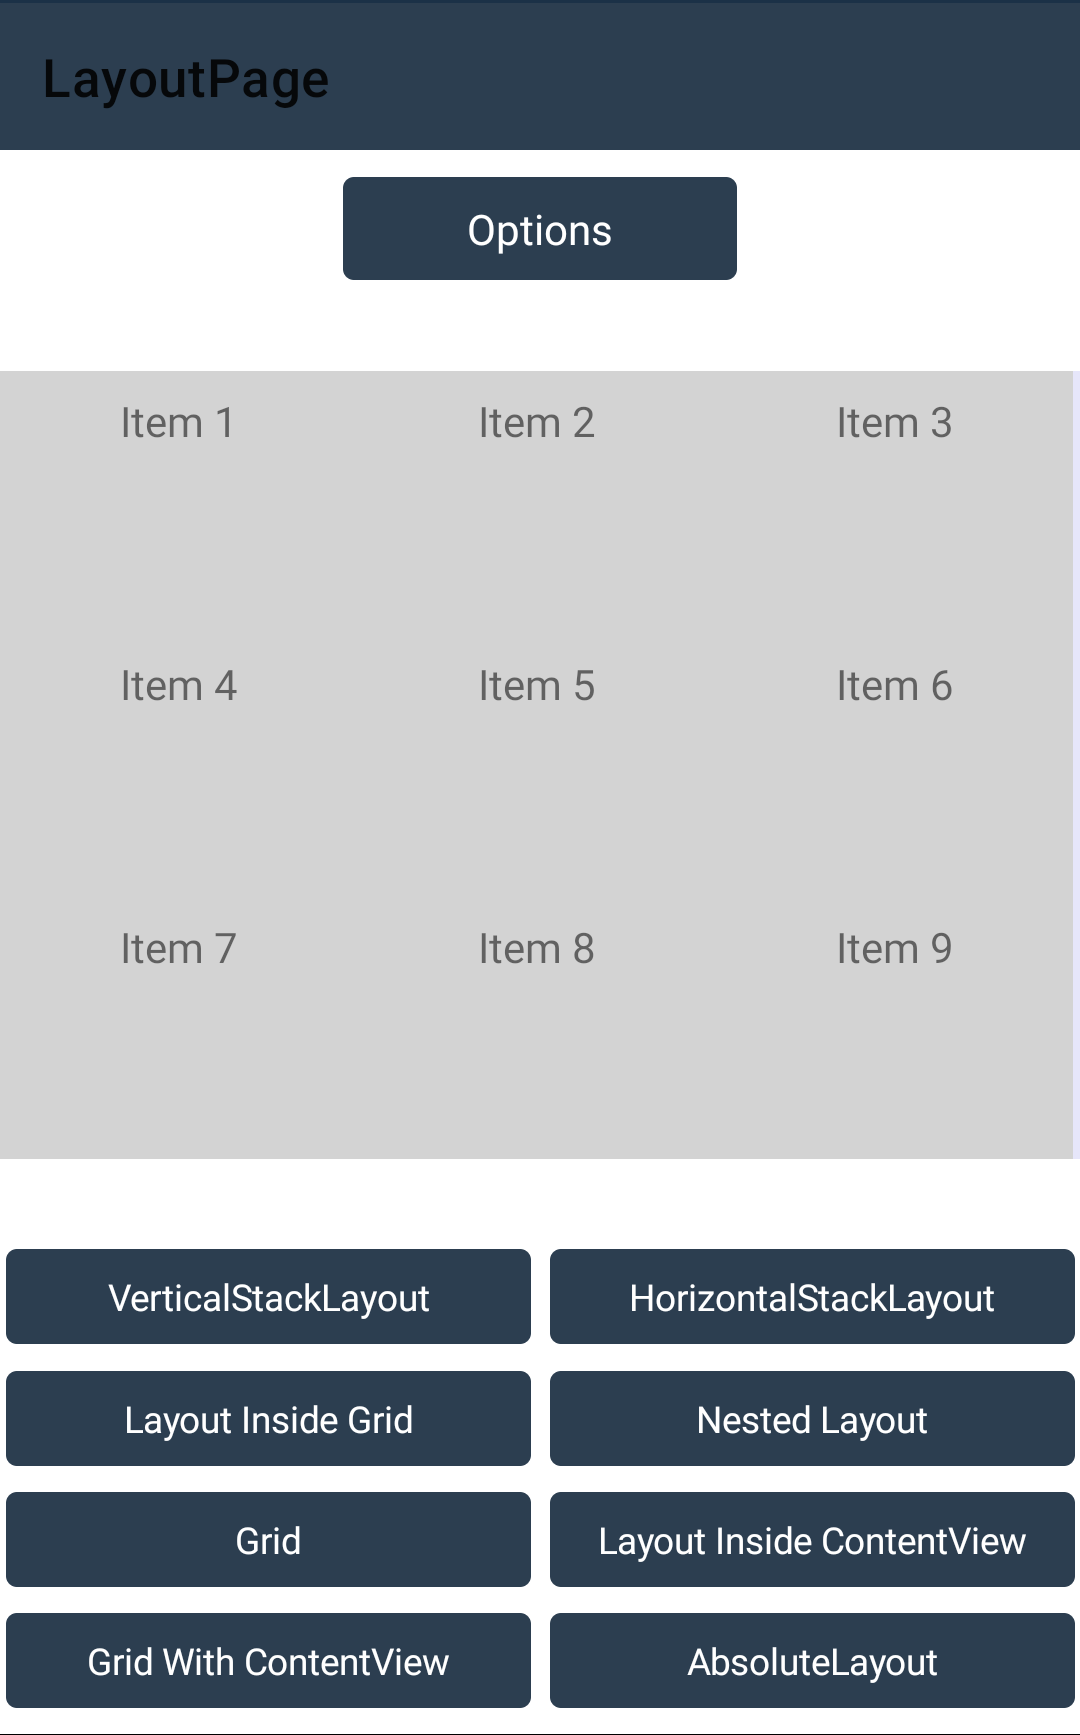 LayoutPage
Options
Item 1 Item 2 Item 3
Item 4 Item 5 Item 6
Item 7 Item 8 Item 9
VerticalStackLayout HorizontalStackLayout
Layout Inside Grid Nested Layout
Grid Layout Inside ContentView
Grid With ContentView AbsoluteLayout